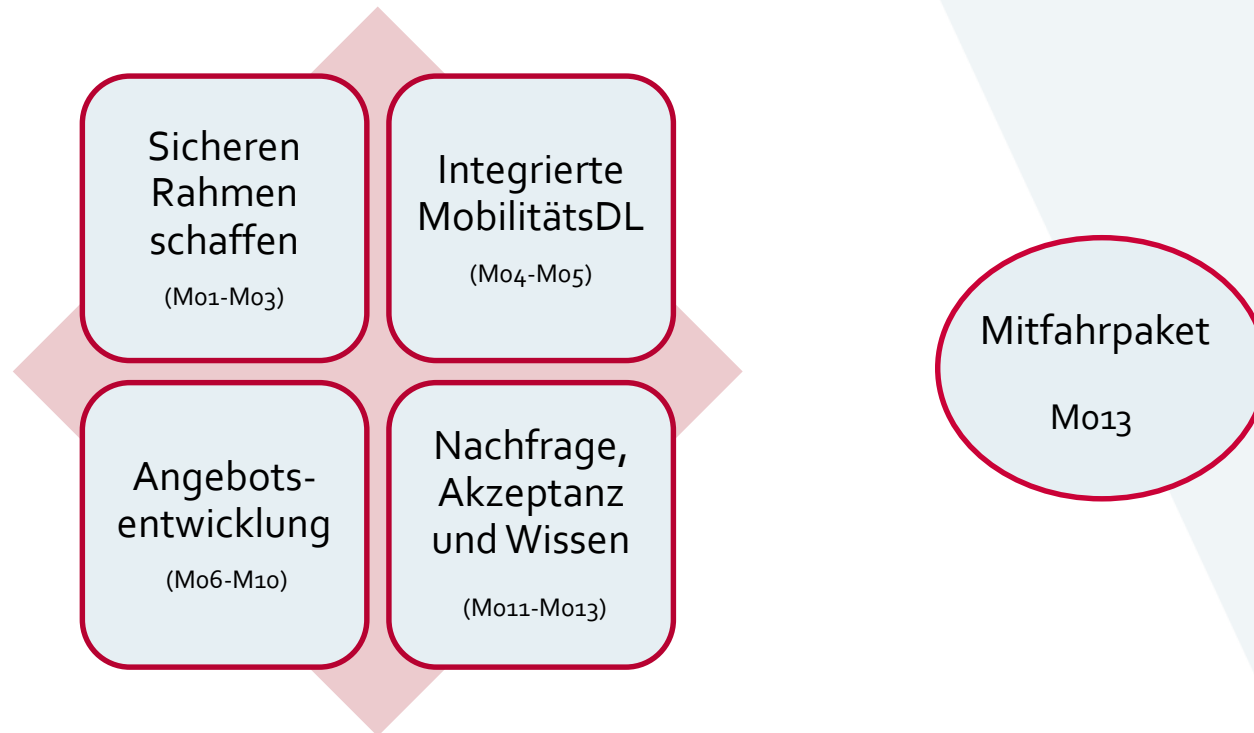 Sicheren
Rahmen
schaffen
(M01-M03)
Integrierte
MobilitätsDL
(M04-M05)
Angebots-
entwicklung
(M06-M10)
Nachfrage,
Akzeptanz
und Wissen
(M011-M013)
Mitfahrpaket
M013